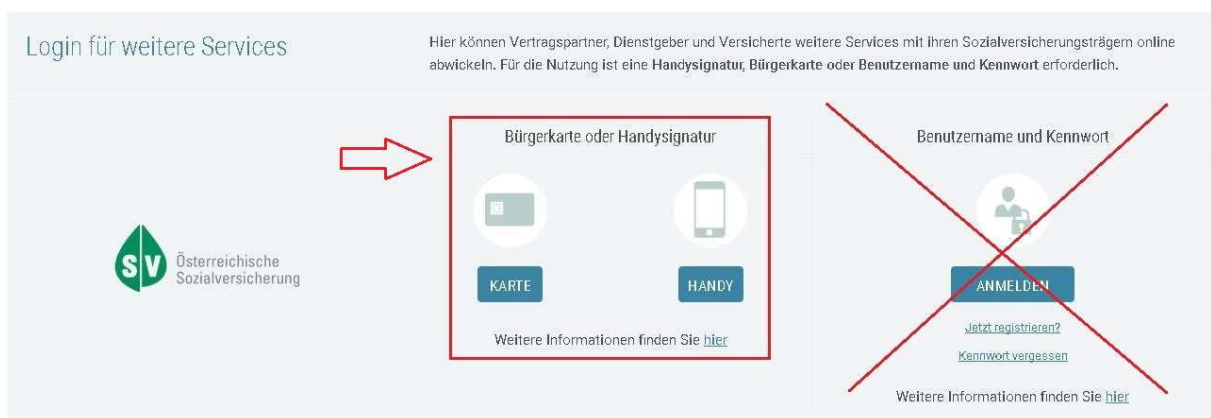 Login für weitere Services
Hier können Vertragspartner, Dienstgeber und Versicherte weitere Services mit ihren Sozialversicherungsträgern online
abwickeln. Für die Nutzung ist eine Handysignatur, Bürgerkarte oder Benutzername und Kennwort erforderlich.
SV
Österreichische
Sozialversicherung
Bürgerkarte oder Handysignatur
KARTE
HANDY
Weitere Informationen finden Sie hier
Benutzername und Kennwort
ANMELDEN
Jetzt registrieren?
Kennwort vergessen
Weitere Informationen finden Sie hier